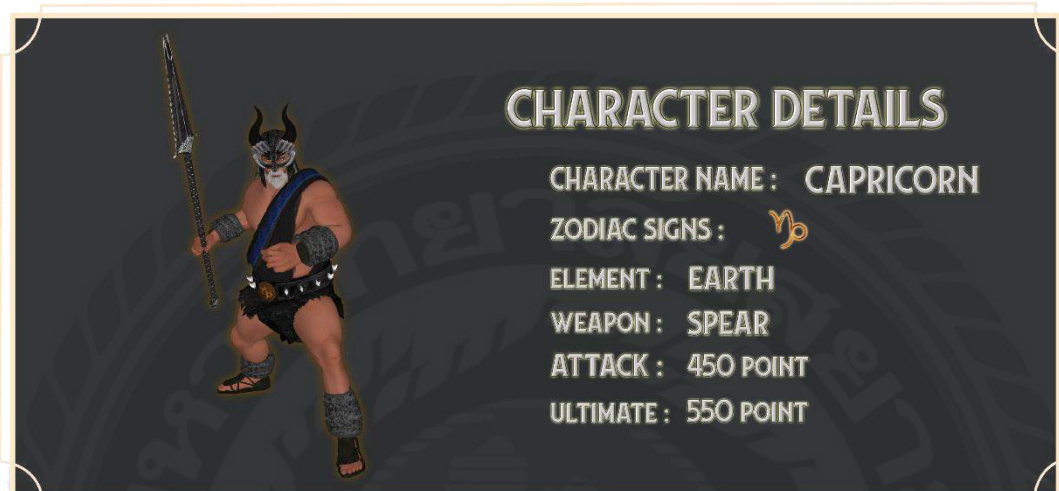 CHARACTER DETAILS
CHARACTER NAME : CAPRICORN
ZODIAC SIGNS : ♑
ELEMENT : EARTH
WEAPON : SPEAR
ATTACK : 450 POINT
ULTIMATE : 550 POINT